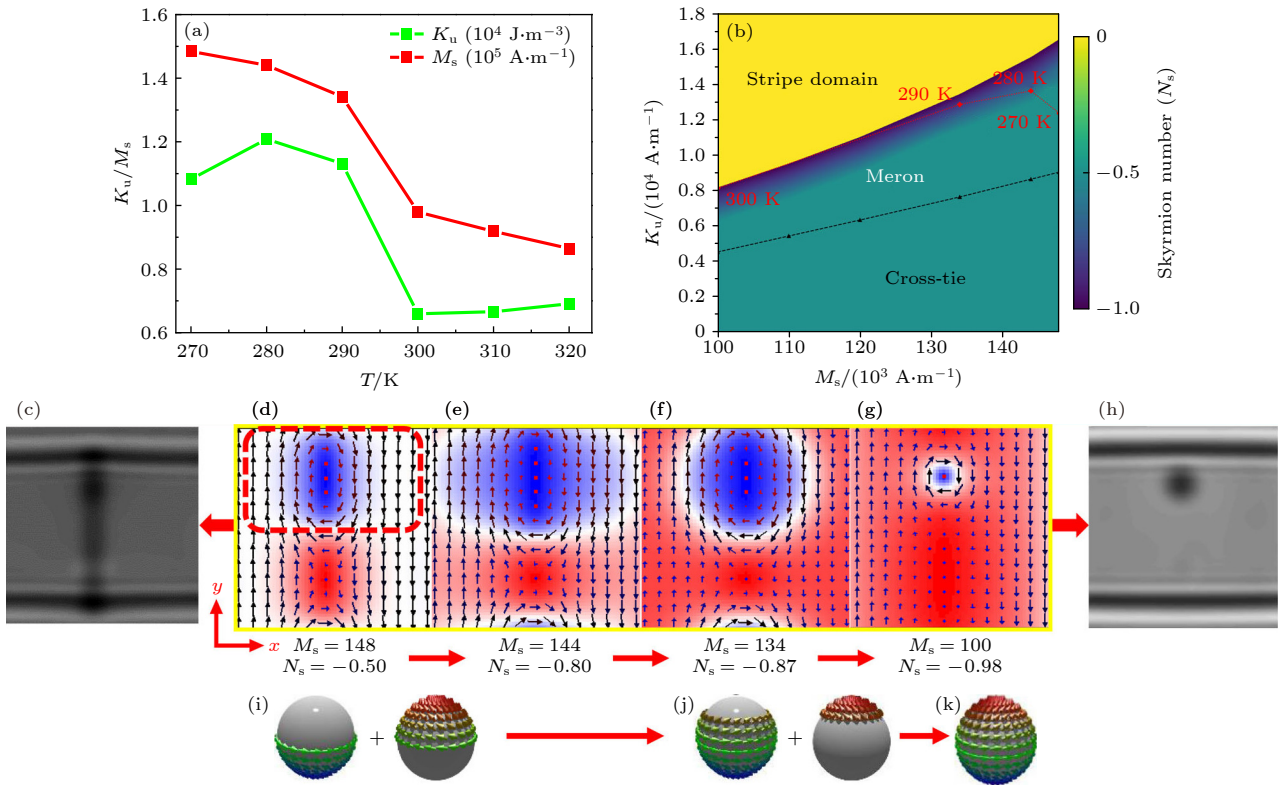 (a)
K_u (10^4 J·m^−3)
M_s (10^5 A·m^−1)
1.6
1.4
1.2
1.0
0.8
0.6
K_u/M_s
270 280 290 300 310 320
T/K
(b)
1.8
1.6
1.4
1.2
1.0
0.8
0.6
0.4
0.2
0
K_u/(10^4 A·m^−1)
Stripe domain
290 K
280 K
270 K
Meron
300 K
Cross-tie
100 110 120 130 140
M_s/(10^3 A·m^−1)
0
−0.5
−1.0
Skyrmion number (N_s)
(c) (d) (e) (f) (g) (h)
y
x
M_s = 148 M_s = 144 M_s = 134 M_s = 100
N_s = −0.50 N_s = −0.80 N_s = −0.87 N_s = −0.98
(i) (j) (k)
+ +